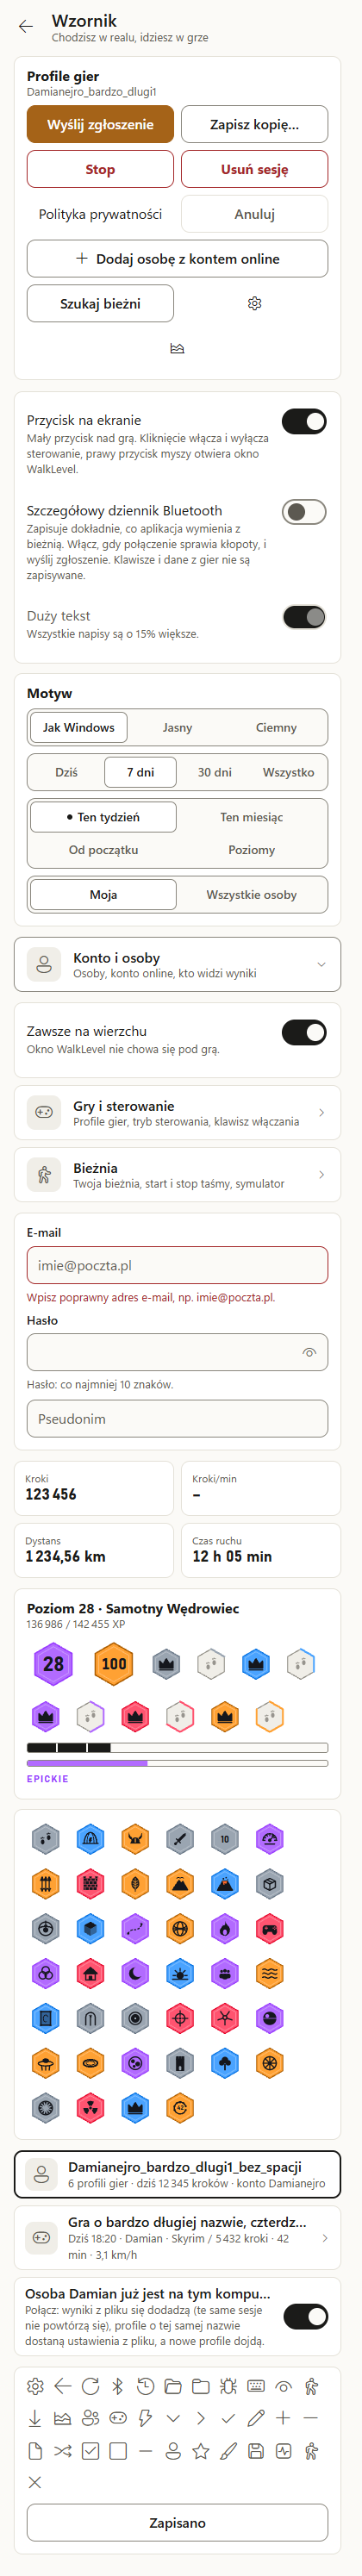 Wzornik
Chodzisz w realu, idziesz w grze
Profile gier
Damianejro_bardzo_dlugi1
Wyślij zgłoszenie
Zapisz kopię...
Stop
Usuń sesję
Polityka prywatności
Anuluj
Dodaj osobę z kontem online
Szukaj bieżni
Przycisk na ekranie
Mały przycisk nad grą. Kliknięcie włącza i wyłącza
sterowanie, prawy przycisk myszy otwiera okno
WalkLevel.
Szczegółowy dziennik Bluetooth
Zapisuje dokładnie, co aplikacja wymienia z
bieżnią. Włącz, gdy połączenie sprawia kłopoty, i
wyślij zgłoszenie. Klawisze i dane z gier nie są
zapisywane.
Duży tekst
Wszystkie napisy są o 15% większe.
Motyw
Jak Windows
Jasny
Ciemny
Dziś
7 dni
30 dni
Wszystko
• Ten tydzień
Ten miesiąc
Od początku
Poziomy
Moja
Wszystkie osoby
Konto i osoby
Osoby, konto online, kto widzi wyniki
Zawsze na wierzchu
Okno WalkLevel nie chowa się pod grą.
Gry i sterowanie
Profile gier, tryb sterowania, klawisz włączania
Bieżnia
Twoja bieżnia, start i stop taśmy, symulator
E-mail
imie@poczta.pl
Wpisz poprawny adres e-mail, np. imie@poczta.pl.
Hasło
Hasło: co najmniej 10 znaków.
Pseudonim
Kroki
123 456
Kroki/min
–
Dystans
1 234,56 km
Czas ruchu
12 h 05 min
Poziom 28 · Samotny Wędrowiec
136 986 / 142 455 XP
28
100
EPICKIE
10
42
Damianejro_bardzo_dlugi1_bez_spacji
6 profili gier · dziś 12 345 kroków · konto Damianejro
Gra o bardzo długiej nazwie, czterdz...
Dziś 18:20 · Damian · Skyrim / 5 432 kroki · 42
min · 3,1 km/h
Osoba Damian już jest na tym kompu...
Połącz: wyniki z pliku się dodadzą (te same sesje
nie powtórzą się), profile o tej samej nazwie
dostaną ustawienia z pliku, a nowe profile dojdą.
Zapisano